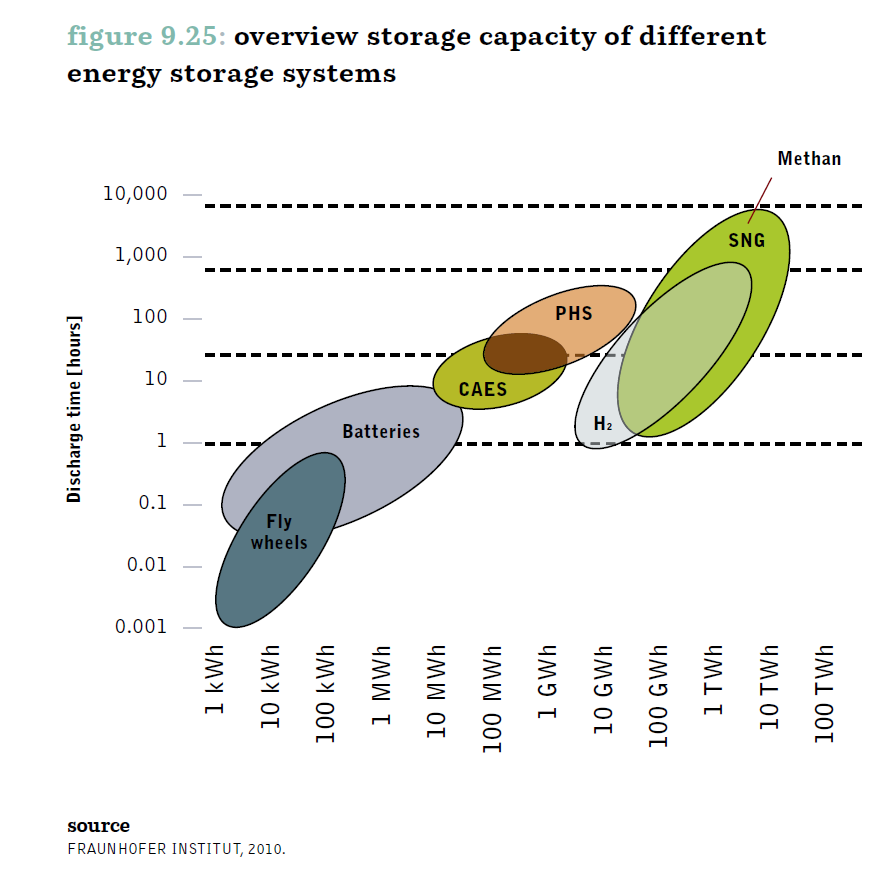 figure 9.25: overview storage capacity of different
energy storage systems
Methan
10,000
SNG
1,000
PHS
100
10
CAES
Batteries
H₂
1
0.1
Fly
wheels
0.01
0.001
Discharge time [hours]
1 kWh
10 kWh
100 kWh
1 MWh
10 MWh
100 MWh
1 GWh
10 GWh
100 GWh
1 TWh
10 TWh
100 TWh
source
FRAUNHOFER INSTITUT, 2010.